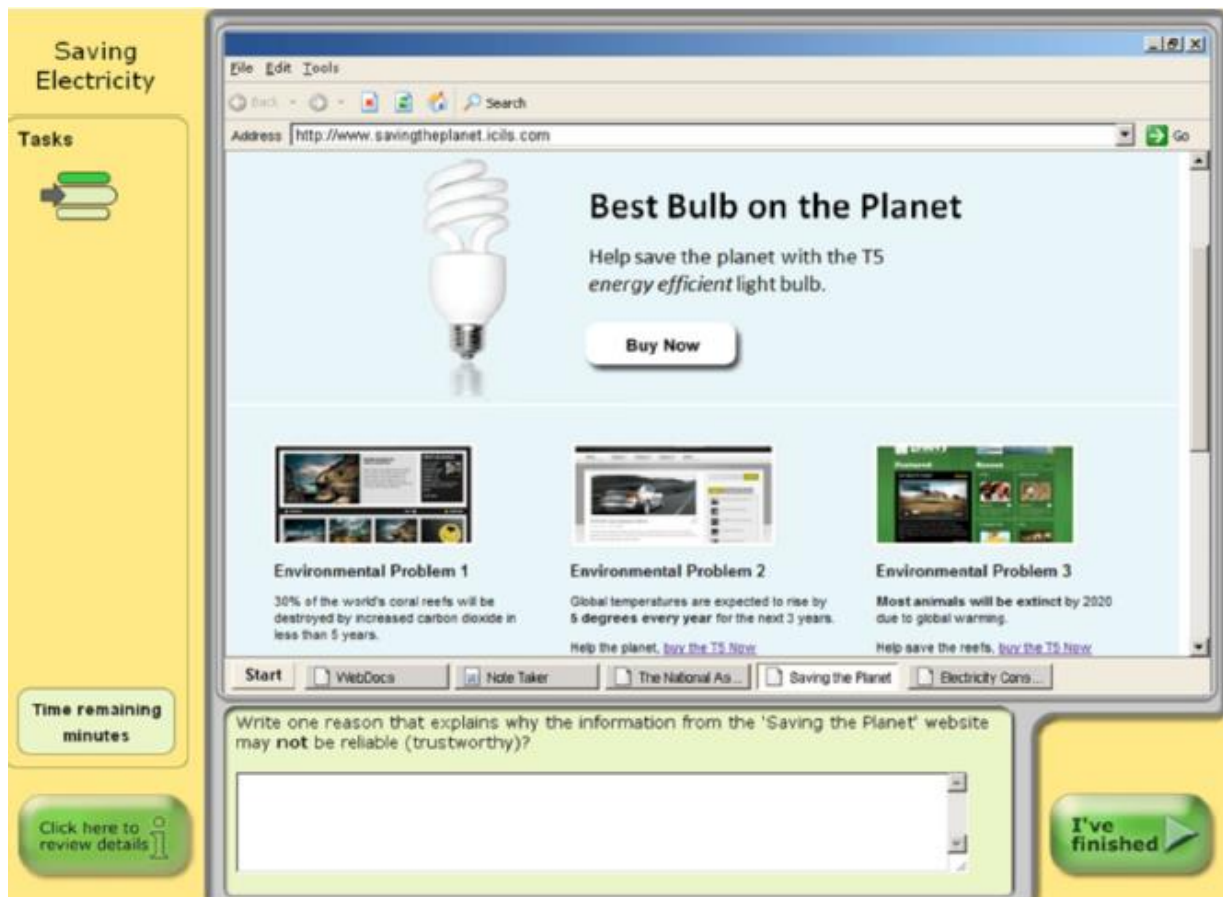 Saving
Electricity
Tasks
File Edit Tools
Back
Search
Address http://www.savingtheplanet.icils.com
Go
Best Bulb on the Planet
Help save the planet with the T5
energy efficient light bulb.
Buy Now
Featured
Environmental Problem 1
30% of the world's coral reefs will be
destroyed by increased carbon dioxide in
less than 5 years.
Environmental Problem 2
Global temperatures are expected to rise by
5 degrees every year for the next 3 years.
Help the planet, buy the T5 Now
Environmental Problem 3
Most animals will be extinct by 2020
due to global warming.
Help save the reefs, buy the T5 Now
Start WebDocs Note Taker The National As... Saving the Planet Electricity Cons...
Time remaining
minutes
Write one reason that explains why the information from the 'Saving the Planet' website
may not be reliable (trustworthy)?
Click here to
review details
I've
finished